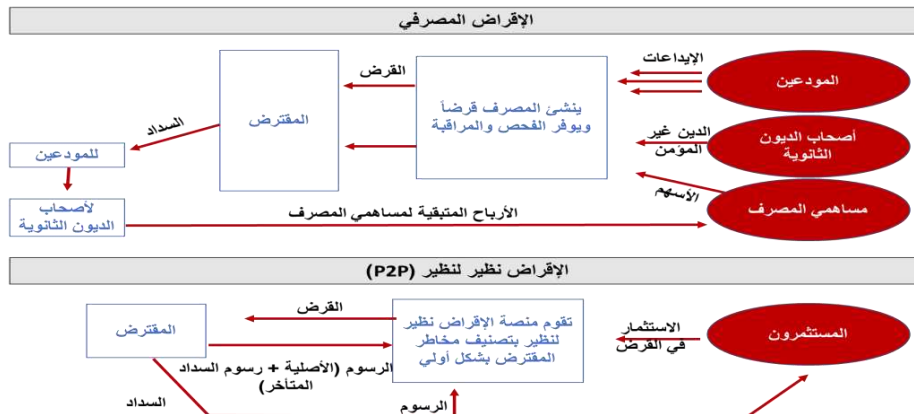 الإقراض المصرفي
المودعين
الإيداعات
ينشئ المصرف قرضاً
ويوفر الفحص والمراقبة
القرض
المقترض
السداد
للمودعين
أصحاب الديون
الثانوية
الدين غير
المؤمن
مساهمي المصرف
الأسهم
لأصحاب
الديون الثانوية
الأرباح المتبقية لمساهمي المصرف
الإقراض نظير لنظير (P2P)
المستثمرون
الاستثمار
في القرض
تقوم منصة الإقراض نظير
لنظير بتصنيف مخاطر
المقترض بشكل أولي
القرض
المقترض
الرسوم (الأصلية + رسوم السداد
المتأخر)
السداد
الرسوم